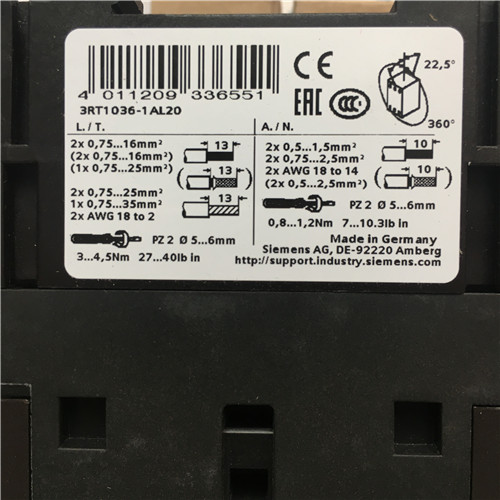 4 011209 336551
3RT1036-1AL20
CE
EAC
CCC
22,5°
360°
L./T.
2x 0,75...16mm² 13
(2x 0,75...16mm²)
(1x 0,75...25mm²) ( 13 )
2x 0,75...25mm²
1x 0,75...35mm² 13
2x AWG 18 to 2
PZ 2 Ø 5...6mm
3...4,5Nm 27...40lb in
A./N.
2x 0,5...1,5mm² 10
2x 0,75...2,5mm²
2x AWG 18 to 14
(2x 0,5...2,5mm²) ( 10 )
PZ 2 Ø 5...6mm
0,8...1,2Nm 7...10.3lb in
Made in Germany
Siemens AG, DE-92220 Amberg
http://support.industry.siemens.com